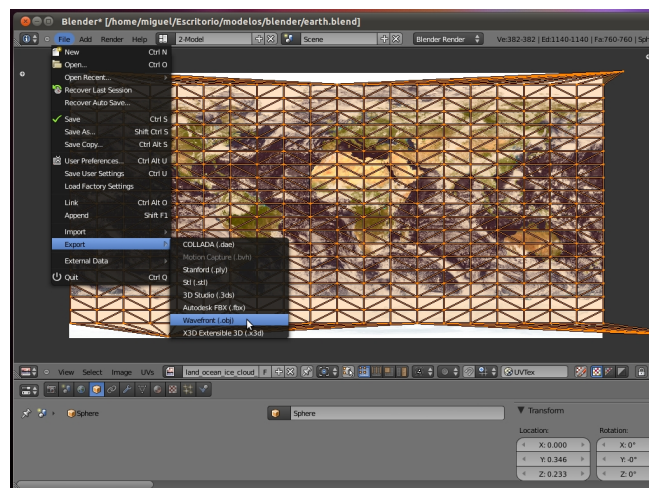 Blender* [/home/miguel/Escritorio/modelos/blender/earth.blend]
File Add Render Help 2-Model Scene Blender Render Ve:382-382 | Ed:1140-1140 | Fa:760-760 | Sph
New Ctrl N
Open... Ctrl O
Open Recent...
Recover Last Session
Recover Auto Save...
Save Ctrl S
Save As... Shift Ctrl S
Save Copy... Ctrl Alt S
User Preferences... Ctrl Alt U
Save User Settings Ctrl U
Load Factory Settings
Link Ctrl Alt O
Append Shift F1
Import
Export
External Data
Quit Ctrl Q
COLLADA (.dae)
Motion Capture (.bvh)
Stanford (.ply)
Stl (.stl)
3D Studio (.3ds)
Autodesk FBX (.fbx)
Wavefront (.obj)
X3D Extensible 3D (.x3d)
View Select Image UVs land_ocean_ice_cloud F UVTex
Sphere Sphere
Transform
Location: Rotation:
X: 0.000 X: 0°
Y: 0.346 Y: -0°
Z: 0.233 Z: 0°